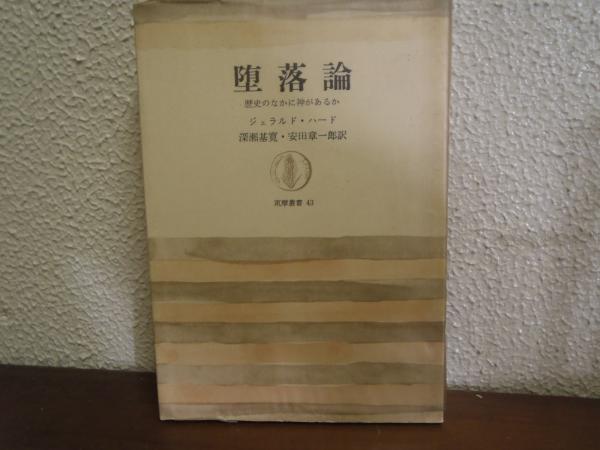 堕落論
歴史のなかに神があるか
ジェラルド・ハード
深瀬基寛・安田章一郎訳
筑摩叢書 43